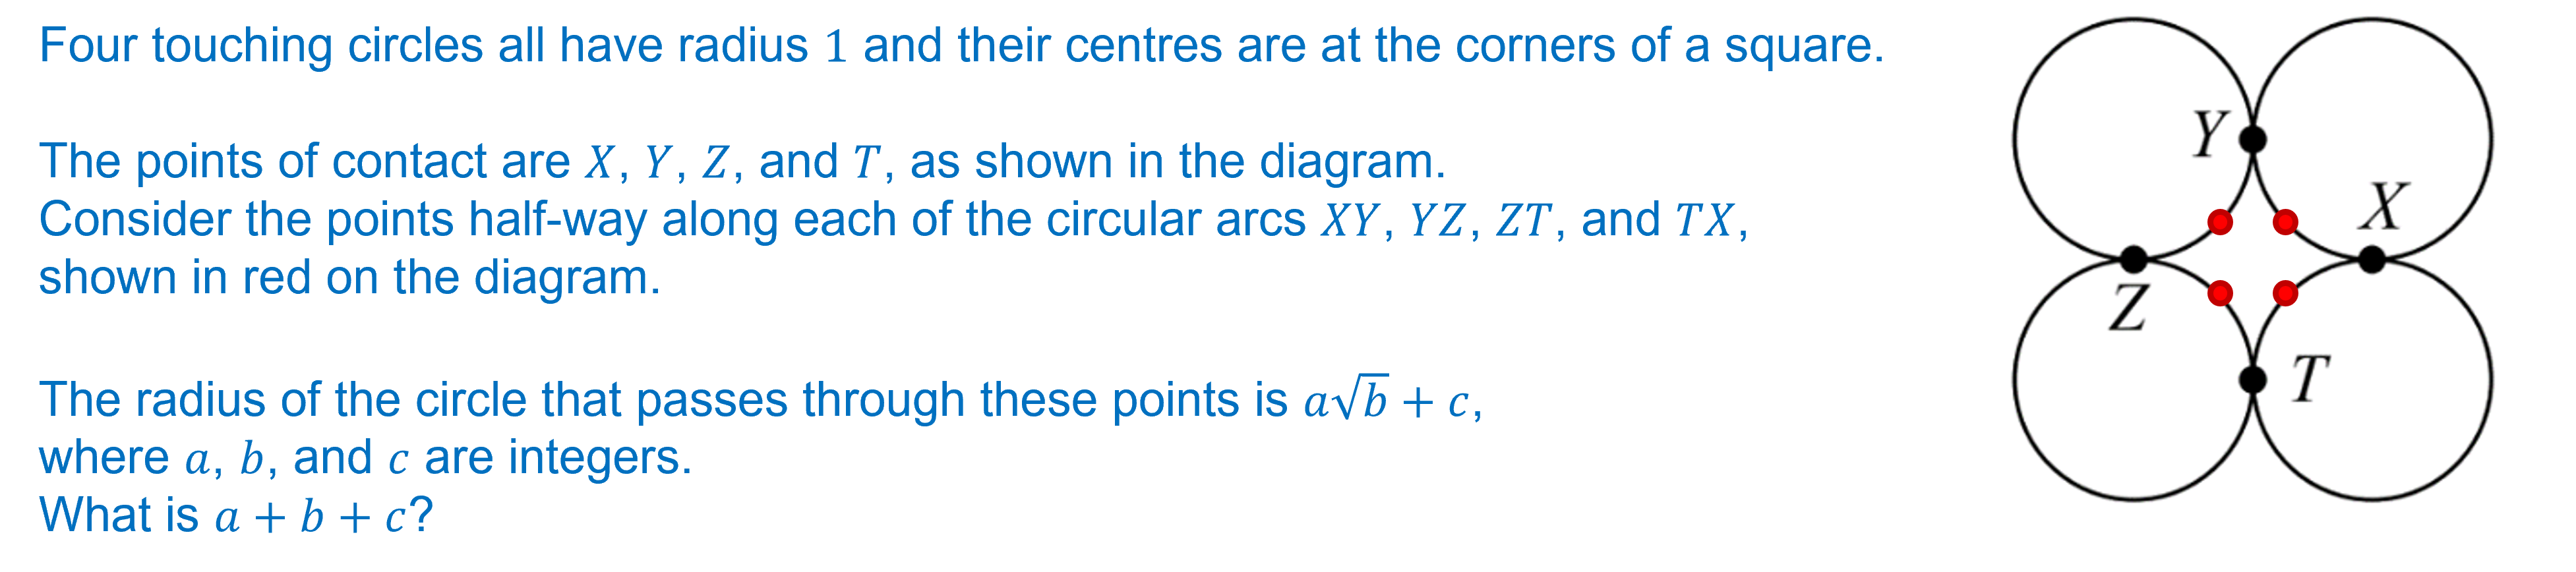 Four touching circles all have radius 1 and their centres are at the corners of a square.
The points of contact are X, Y, Z, and T, as shown in the diagram.
Consider the points half-way along each of the circular arcs XY, YZ, ZT, and TX,
shown in red on the diagram.
The radius of the circle that passes through these points is a√b + c,
where a, b, and c are integers.
What is a + b + c?
Y
X
Z
T